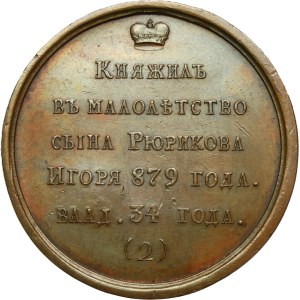 Княжилъ
въ малолѣтство
сына Рюрикова
Игоря 879 года.
влад. 34 года.
(2)